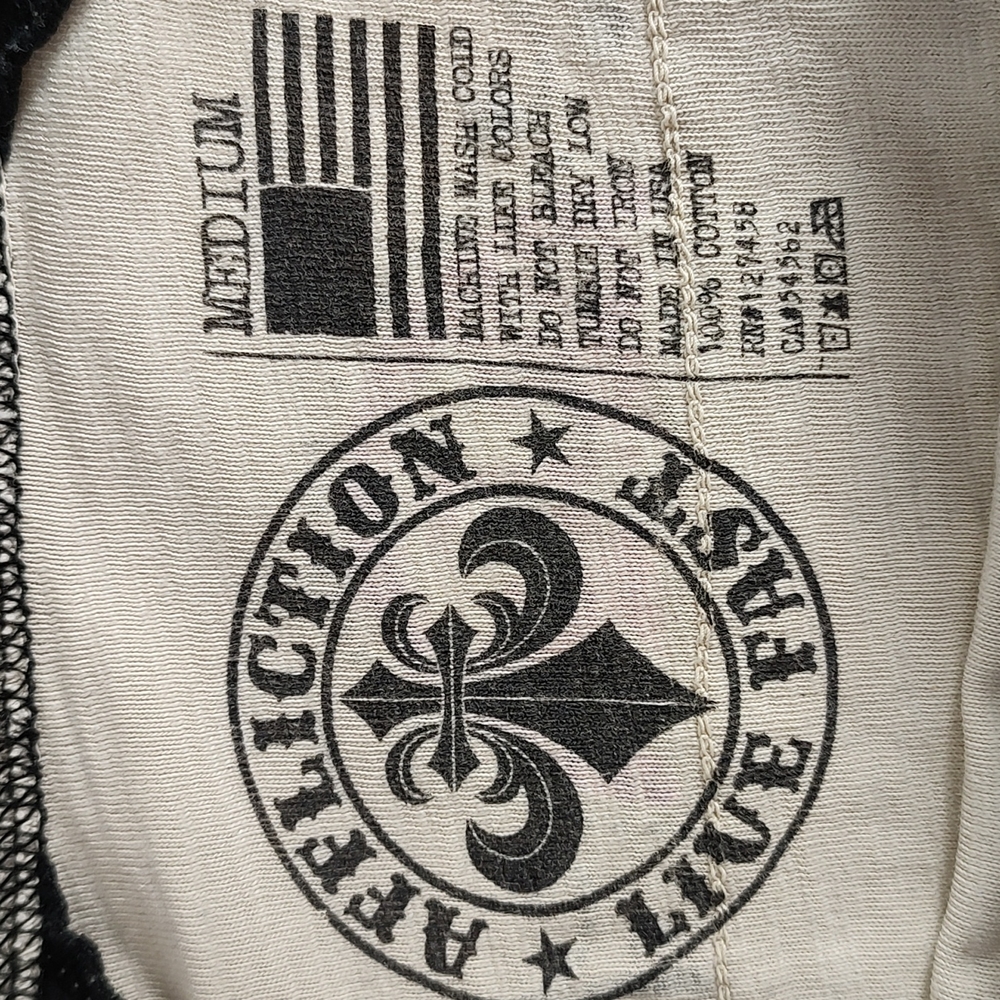 AFFLICTION
LIVE FAST
MEDIUM
MACHINE WASH COLD
WITH LIKE COLORS
DO NOT BLEACH
TUMBLE DRY LOW
DO NOT IRON
MADE IN USA
100% COTTON
RN#127458
CA#54562